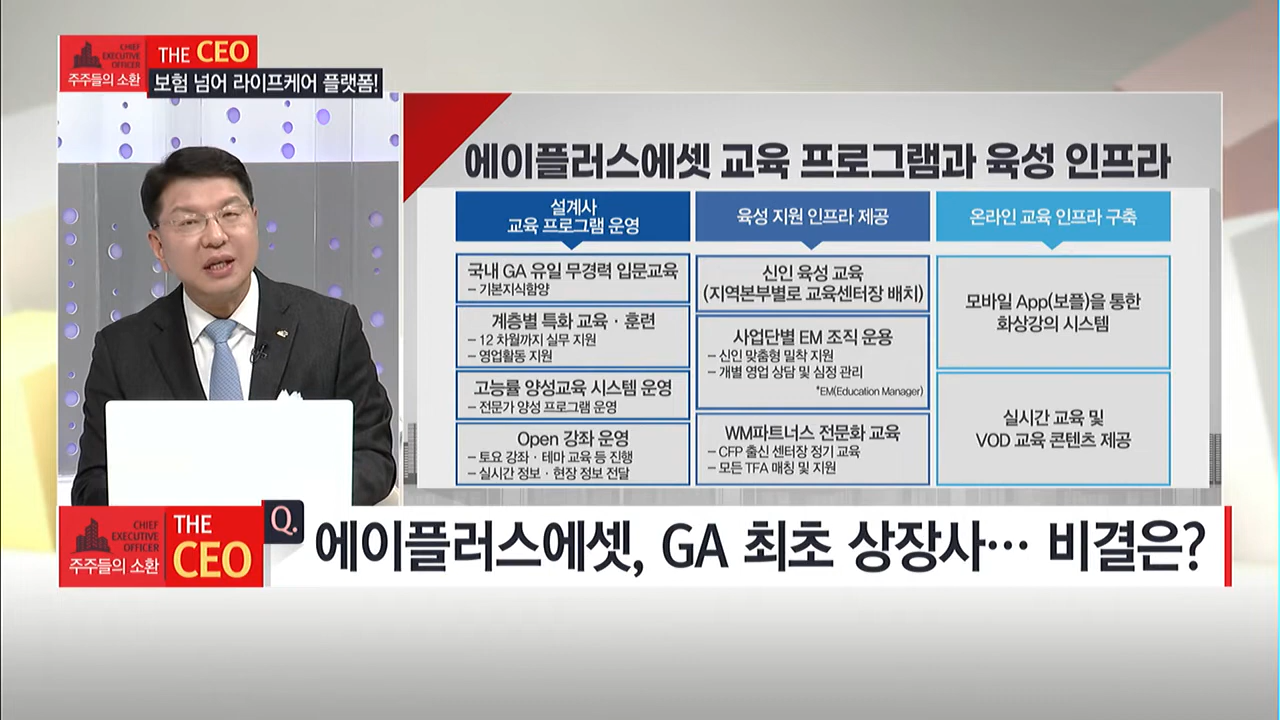 CHIEF
EXECUTIVE
OFFICER
주주들의 소환
THE CEO
보험 넘어 라이프케어 플랫폼!
에이플러스에셋 교육 프로그램과 육성 인프라
설계사
교육 프로그램 운영
국내 GA 유일 무경력 입문교육
– 기본지식함양
계층별 특화 교육 · 훈련
– 12 차월까지 실무 지원
– 영업활동 지원
고능률 양성교육 시스템 운영
– 전문가 양성 프로그램 운영
Open 강좌 운영
– 토요 강좌 · 테마 교육 등 진행
– 실시간 정보 · 현장 정보 전달
육성 지원 인프라 제공
신인 육성 교육
(지역본부별로 교육센터장 배치)
사업단별 EM 조직 운용
– 신인 맞춤형 밀착 지원
– 개별 영업 상담 및 심정 관리
*EM(Education Manager)
WM파트너스 전문화 교육
– CFP 출신 센터장 정기 교육
– 모든 TFA 매칭 및 지원
온라인 교육 인프라 구축
모바일 App(보플)을 통한
화상강의 시스템
실시간 교육 및
VOD 교육 콘텐츠 제공
CHIEF
EXECUTIVE
OFFICER
주주들의 소환
THE
CEO
Q.
에이플러스에셋, GA 최초 상장사… 비결은?